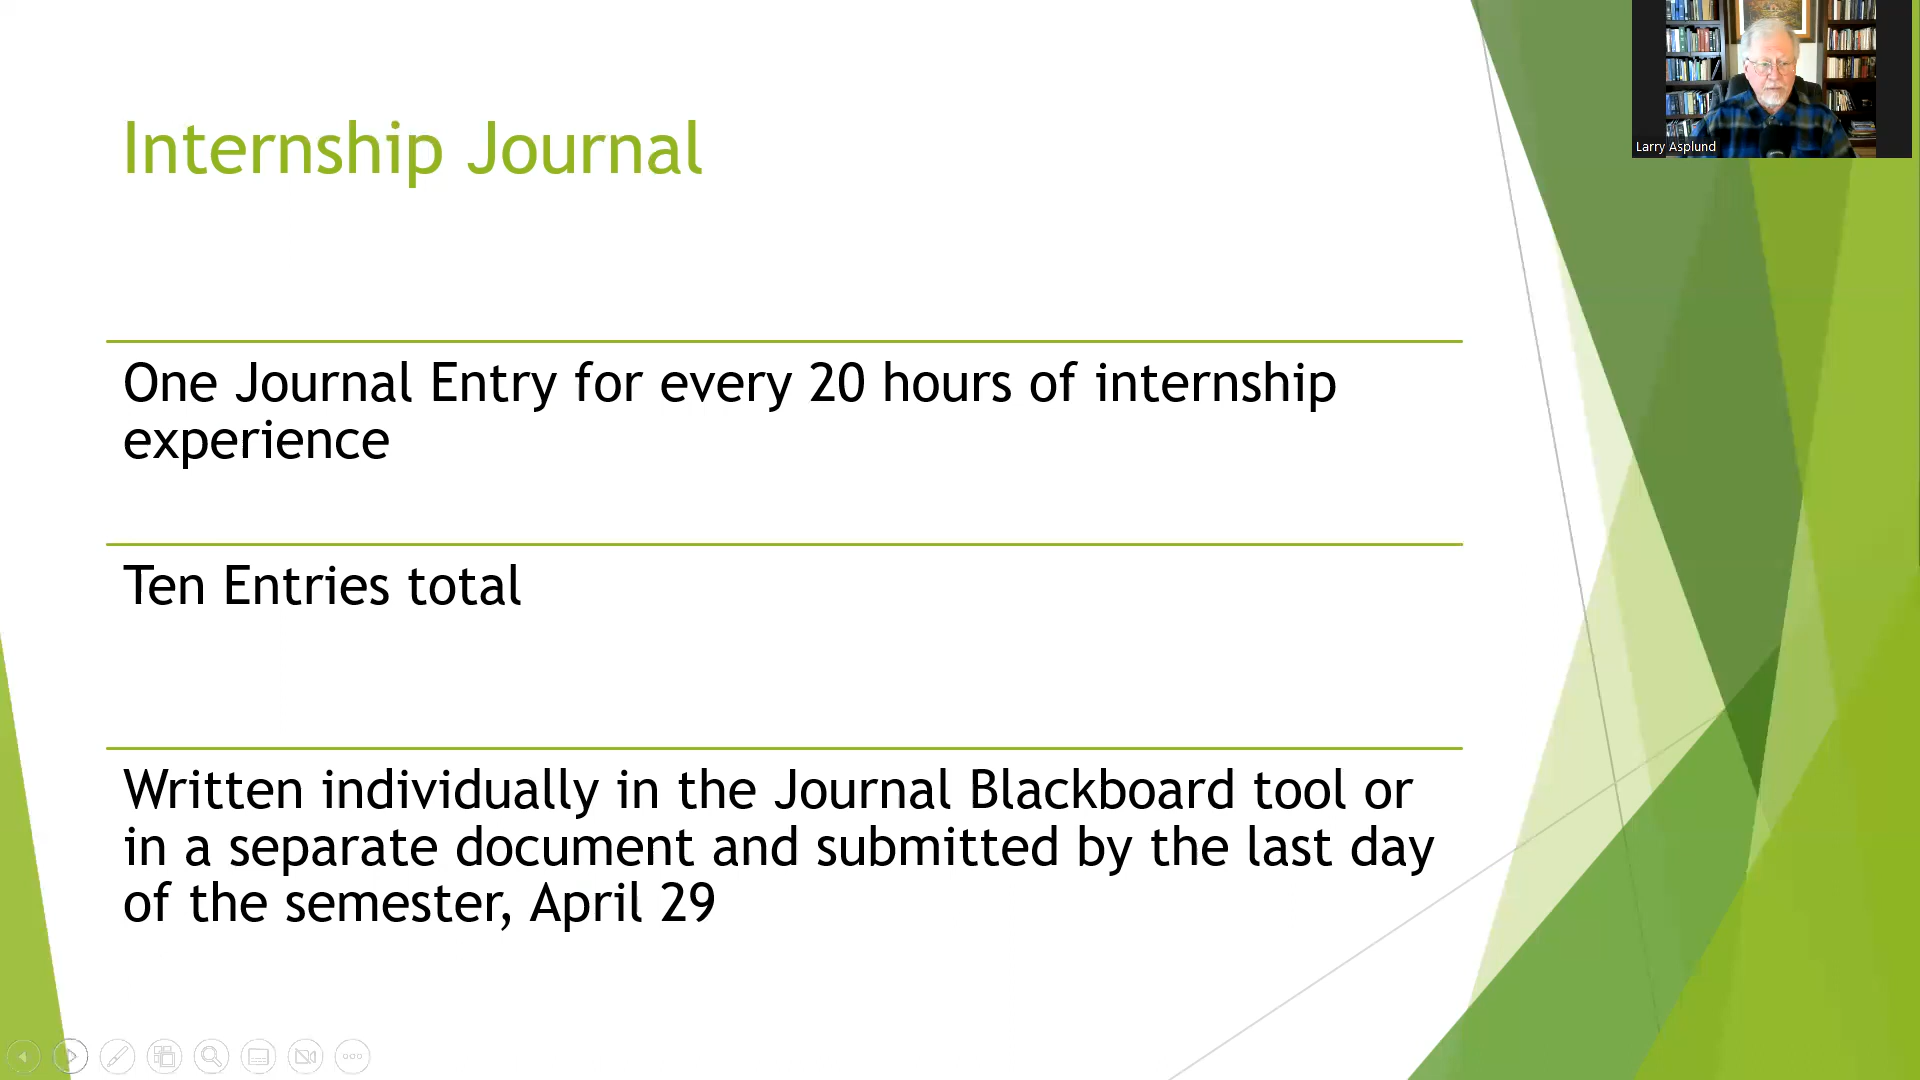 Internship Journal
One Journal Entry for every 20 hours of internship
experience
Ten Entries total
Written individually in the Journal Blackboard tool or
in a separate document and submitted by the last day
of the semester, April 29
Larry Asplund